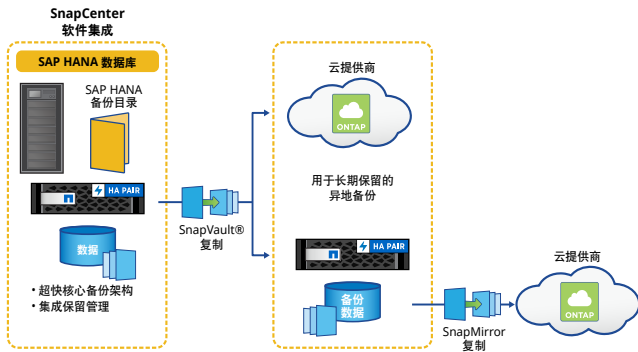 SnapCenter
软件集成
SAP HANA 数据库
SAP HANA
备份目录
HA PAIR
数据
• 超快核心备份架构
• 集成保留管理
SnapVault®
复制
云提供商
ONTAP
用于长期保留的
异地备份
HA PAIR
备份
数据
SnapMirror
复制
云提供商
ONTAP